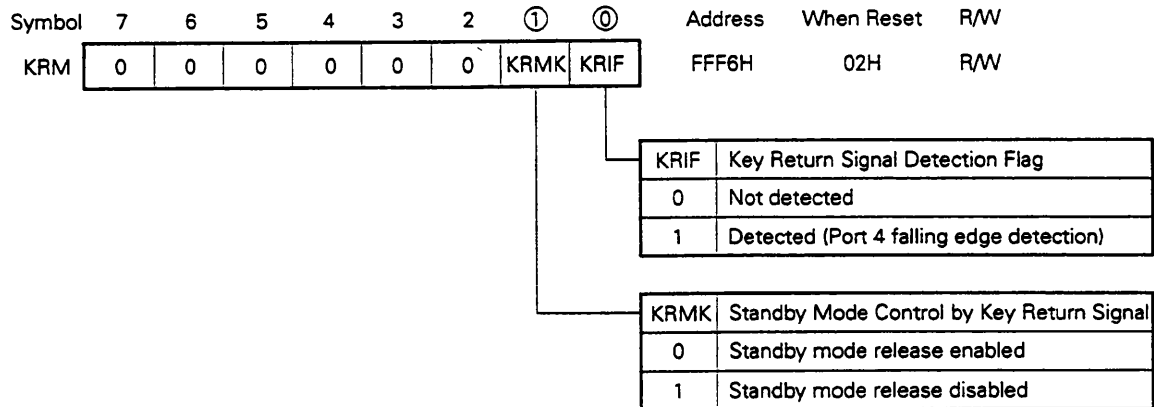 Symbol 7 6 5 4 3 2 ① ⓪ Address When Reset R/W
KRM 0 0 0 0 0 0 KRMK KRIF FFF6H 02H R/W
KRIF Key Return Signal Detection Flag
0 Not detected
1 Detected (Port 4 falling edge detection)
KRMK Standby Mode Control by Key Return Signal
0 Standby mode release enabled
1 Standby mode release disabled